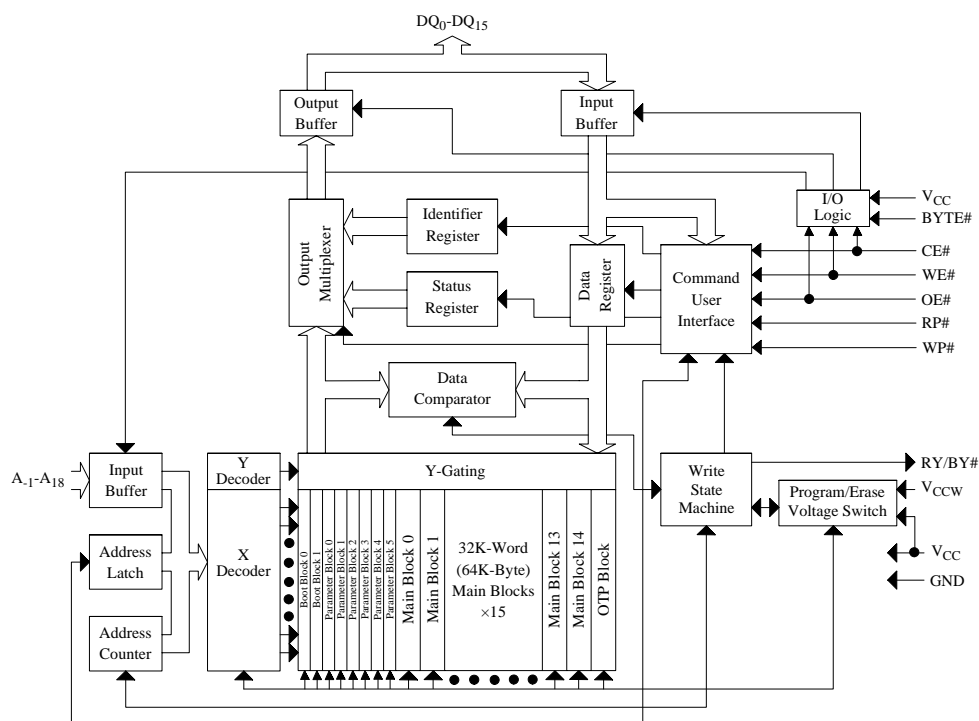 DQ0-DQ15
Output
Buffer
Input
Buffer
I/O
Logic
VCC
BYTE#
CE#
WE#
OE#
RP#
WP#
Output
Multiplexer
Identifier
Register
Status
Register
Data
Register
Command
User
Interface
Data
Comparator
A-1-A18
Input
Buffer
Y
Decoder
Y-Gating
Write
State
Machine
RY/BY#
Program/Erase
Voltage Switch
VCCW
VCC
GND
Address
Latch
X
Decoder
Address
Counter
Boot Block 0
Boot Block 1
Parameter Block 0
Parameter Block 1
Parameter Block 2
Parameter Block 3
Parameter Block 4
Parameter Block 5
Main Block 0
Main Block 1
32K-Word
(64K-Byte)
Main Blocks
×15
Main Block 13
Main Block 14
OTP Block